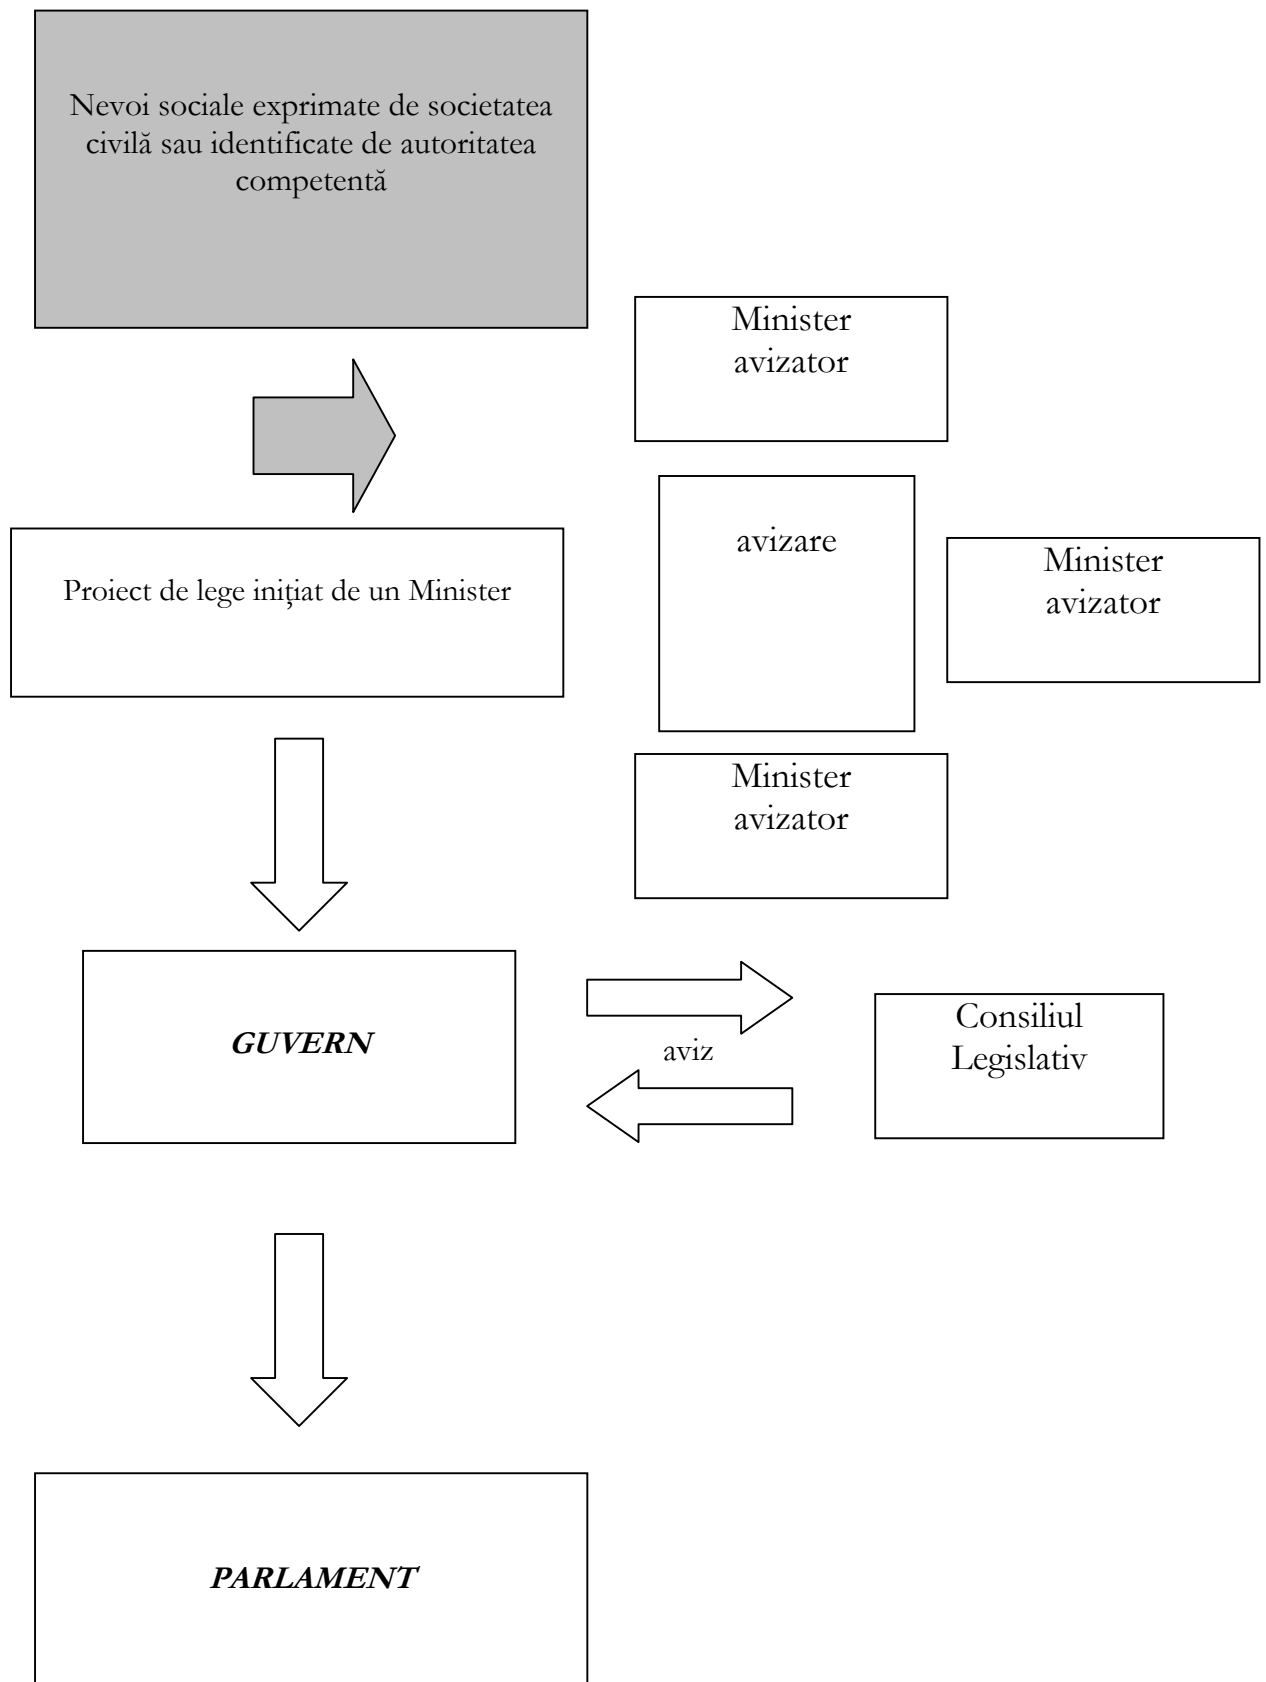 Nevoi sociale exprimate de societatea
civilă sau identificate de autoritatea
competentă
Minister
avizator
avizare
Minister
avizator
Proiect de lege iniţiat de un Minister
Minister
avizator
GUVERN
aviz
Consiliul
Legislativ
PARLAMENT